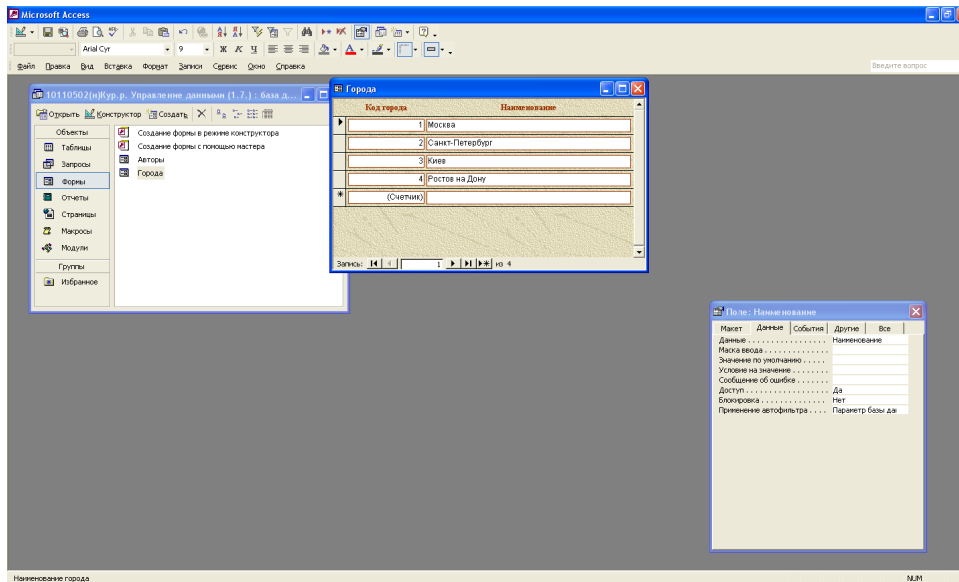 Microsoft Access
Arial Cyr 9 Ж К Ч
Файл Правка Вид Вставка Формат Записи Сервис Окно Справка Введите вопрос
10110502(н)Кур.р. Управление данными (1.7.) : база д...
Открыть Конструктор Создать
Объекты
Таблицы
Запросы
Формы
Отчеты
Страницы
Макросы
Модули
Группы
Избранное
Создание формы в режиме конструктора
Создание формы с помощью мастера
Авторы
Города
Города
Код города Наименование
1 Москва
2 Санкт-Петербург
3 Киев
4 Ростов на Дону
(Счетчик)
Запись: 1 из 4
Поле: Наименование
Макет Данные События Другие Все
Данные . . . . . . . . . . . . . . . . . Наименование
Маска ввода . . . . . . . . . . . . . .
Значение по умолчанию . . . . .
Условие на значение . . . . . . . .
Сообщение об ошибке . . . . . . .
Доступ . . . . . . . . . . . . . . . . . Да
Блокировка . . . . . . . . . . . . . . Нет
Применение автофильтра . . . . Параметр базы дан
Наименование города NUM